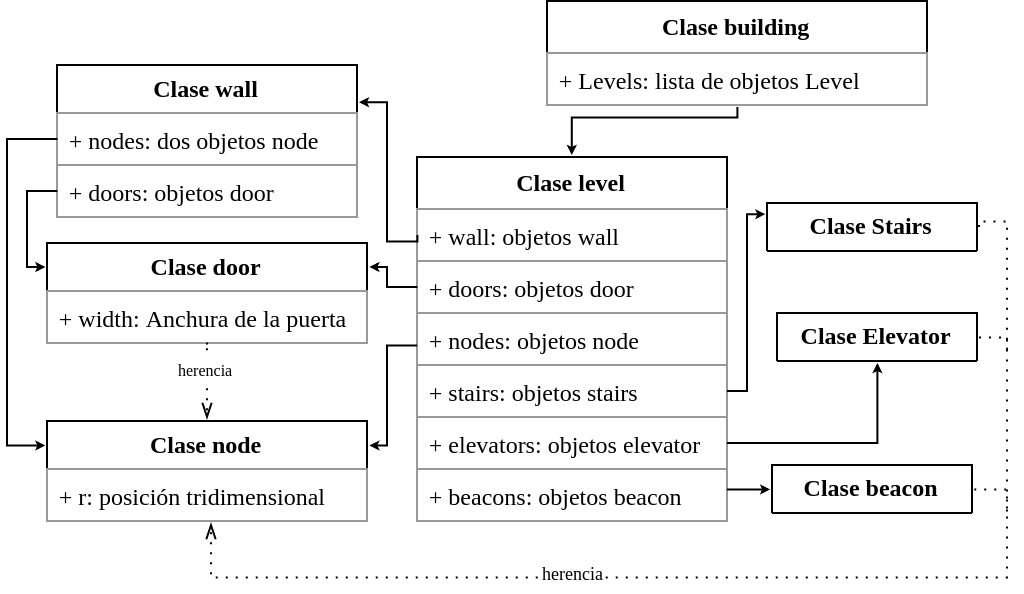 Clase building
+ Levels: lista de objetos Level
Clase wall
+ nodes: dos objetos node
+ doors: objetos door
Clase door
+ width: Anchura de la puerta
herencia
Clase node
+ r: posición tridimensional
Clase level
+ wall: objetos wall
+ doors: objetos door
+ nodes: objetos node
+ stairs: objetos stairs
+ elevators: objetos elevator
+ beacons: objetos beacon
Clase Stairs
Clase Elevator
Clase beacon
herencia